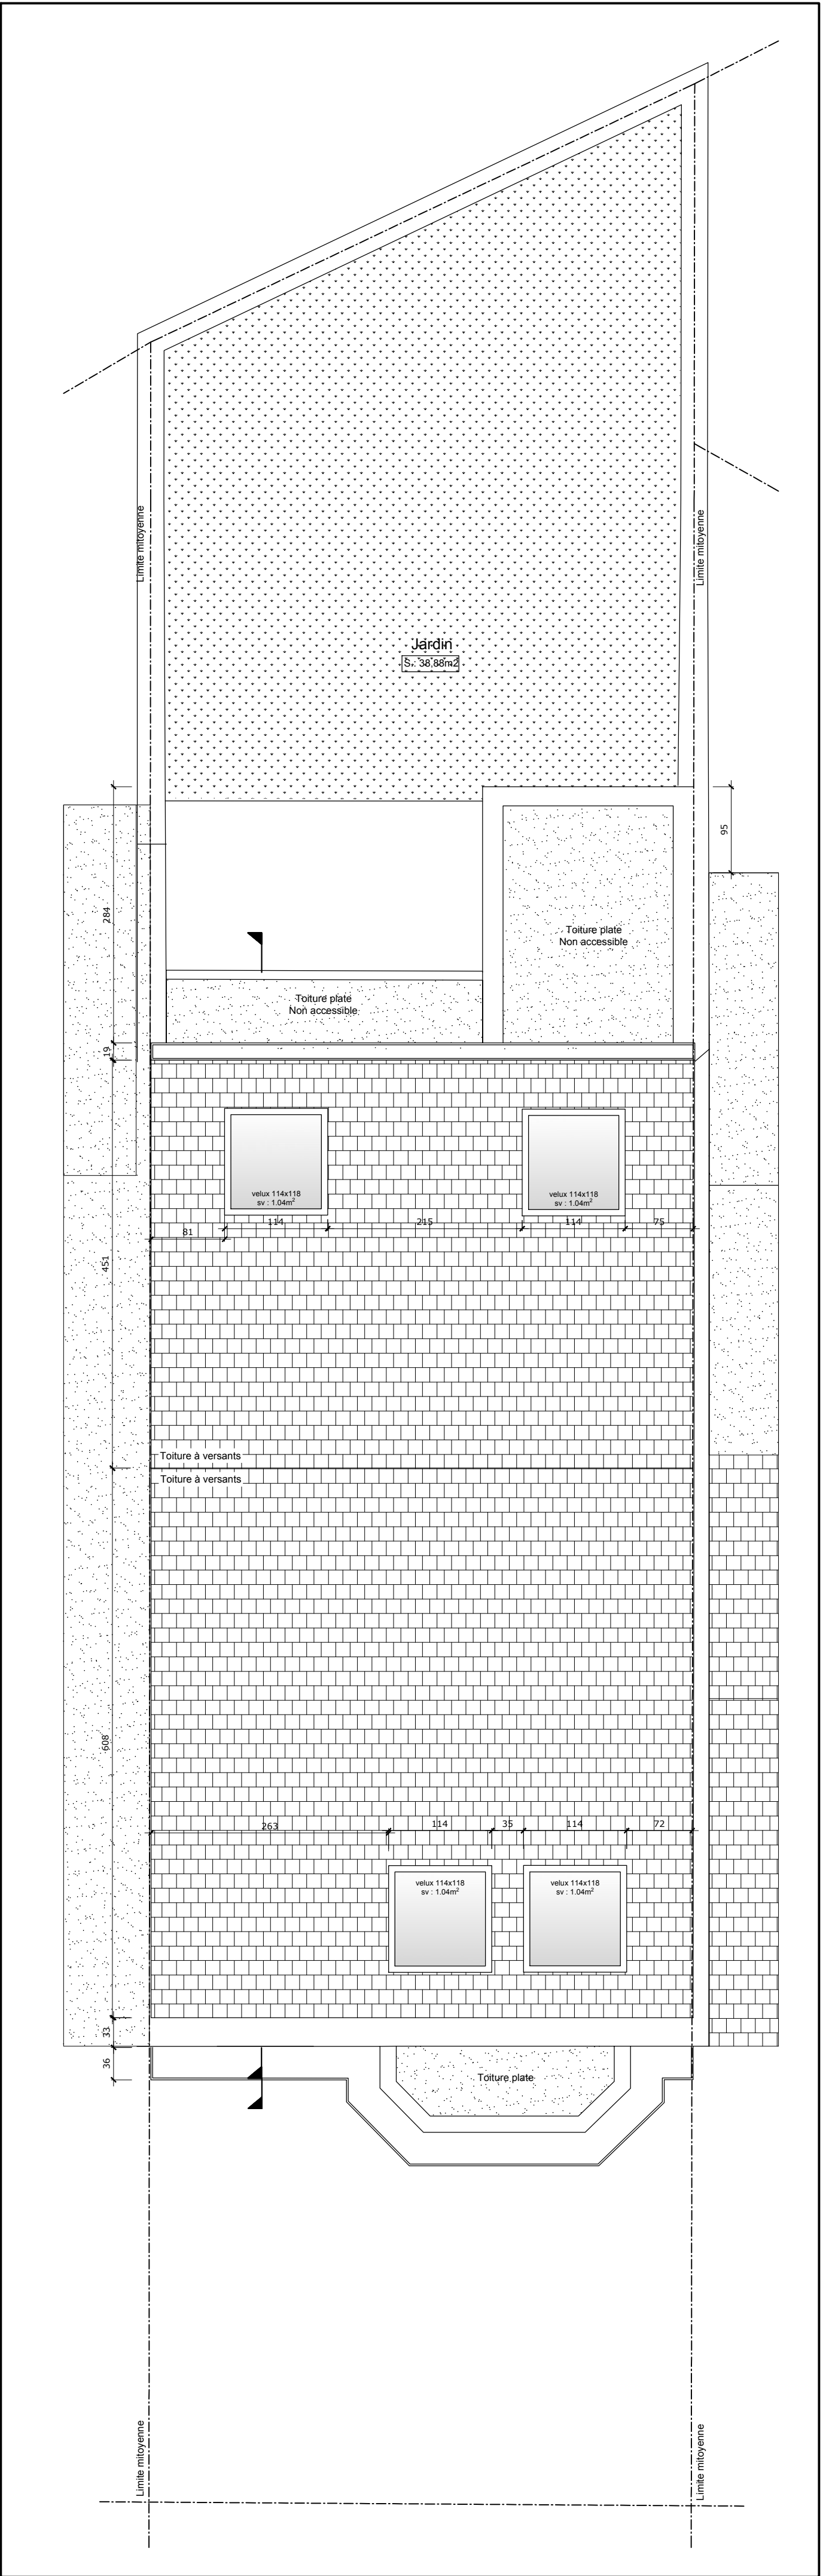 Limite mitoyenne
Limite mitoyenne
Jardin
S.: 38,88m2
95
284
Toiture plate
Non accessible
Toiture plate
Non accessible
19
velux 114x118
sv : 1.04m²
velux 114x118
sv : 1.04m²
114
215
114
75
81
451
Toiture à versants
Toiture à versants
608
263
114
35
114
72
velux 114x118
sv : 1.04m²
velux 114x118
sv : 1.04m²
33
36
Toiture plate
Limite mitoyenne
Limite mitoyenne